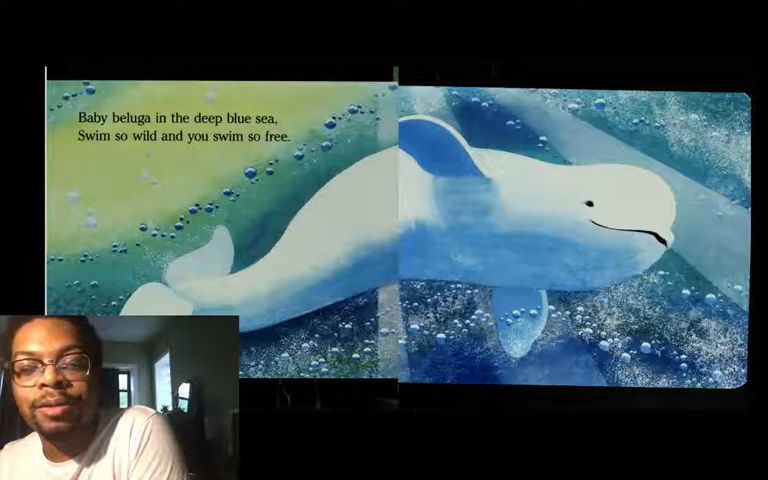 Baby beluga in the deep blue sea,
Swim so wild and you swim so free.